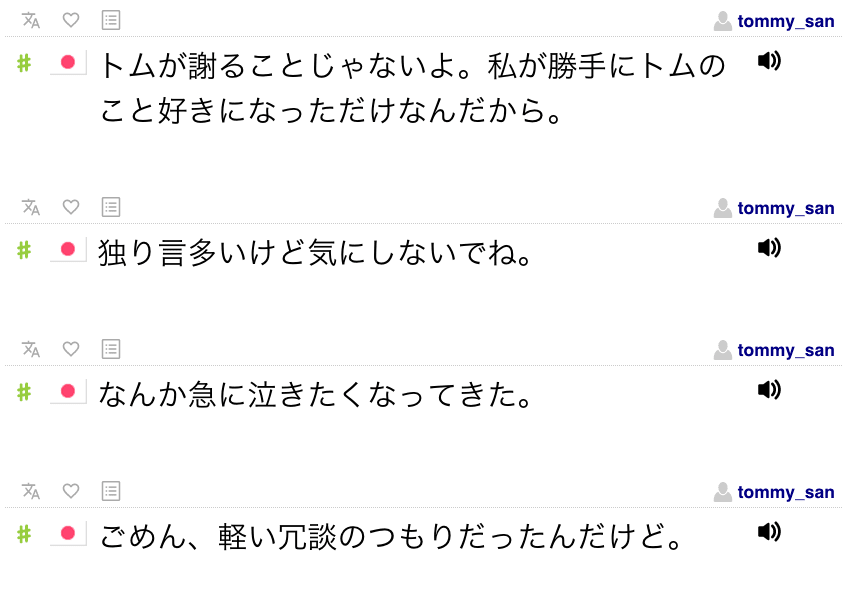 tommy_san
# トムが謝ることじゃないよ。私が勝手にトムの
こと好きになっただけなんだから。
tommy_san
# 独り言多いけど気にしないでね。
tommy_san
# なんか急に泣きたくなってきた。
tommy_san
# ごめん、軽い冗談のつもりだったんだけど。